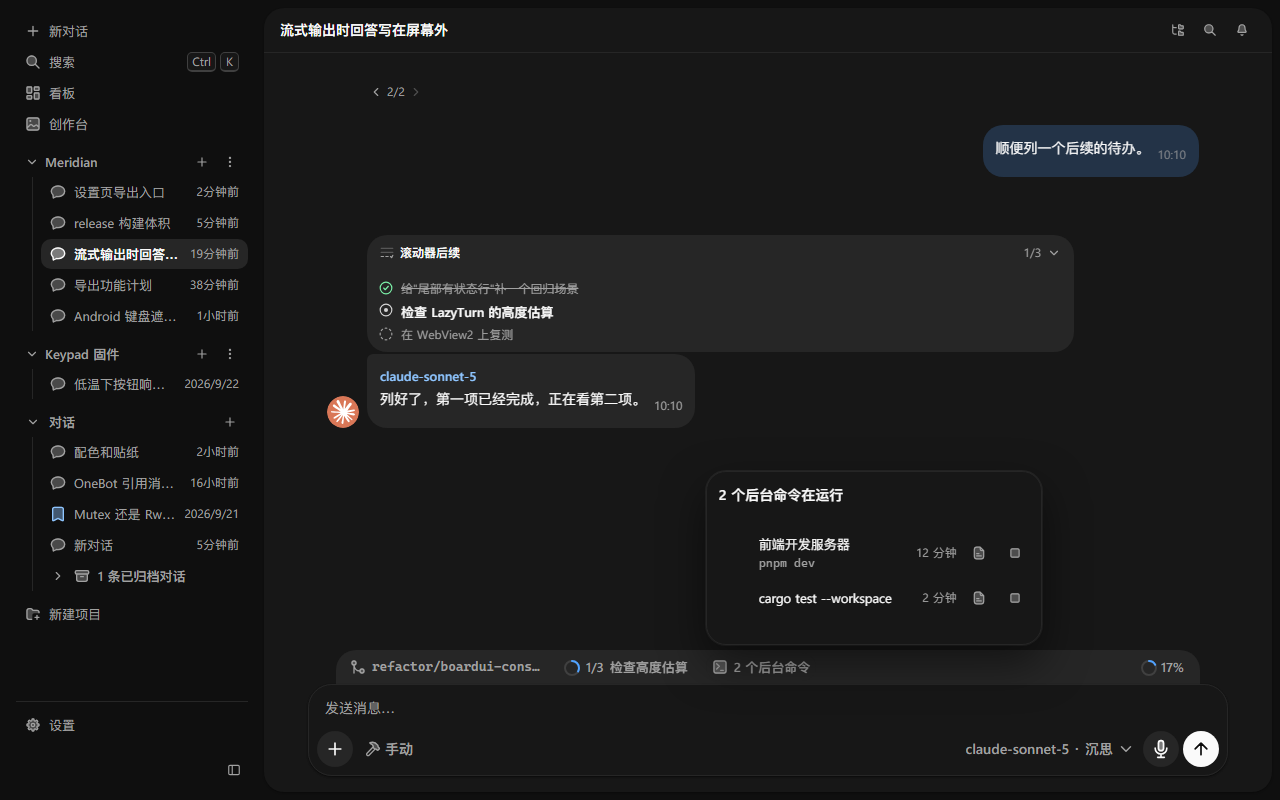 新对话
搜索 Ctrl K
看板
创作台
Meridian
设置页导出入口 2分钟前
release 构建体积 5分钟前
流式输出时回答... 19分钟前
导出功能计划 38分钟前
Android 键盘遮... 1小时前
Keypad 固件
低温下按钮响... 2026/9/22
对话
配色和贴纸 2小时前
OneBot 引用消... 16小时前
Mutex 还是 Rw... 2026/9/21
新对话 5分钟前
1 条已归档对话
新建项目
设置
流式输出时回答写在屏幕外
2/2
顺便列一个后续的待办。 10:10
滚动器后续 1/3
给“尾部有状态行”补一个回归场景
检查 LazyTurn 的高度估算
在 WebView2 上复测
claude-sonnet-5
列好了，第一项已经完成，正在看第二项。 10:10
2 个后台命令在运行
前端开发服务器 12 分钟
pnpm dev
cargo test --workspace 2 分钟
refactor/boardui-cons… 1/3 检查高度估算 2 个后台命令 17%
发送消息…
手动 claude-sonnet-5 · 沉思